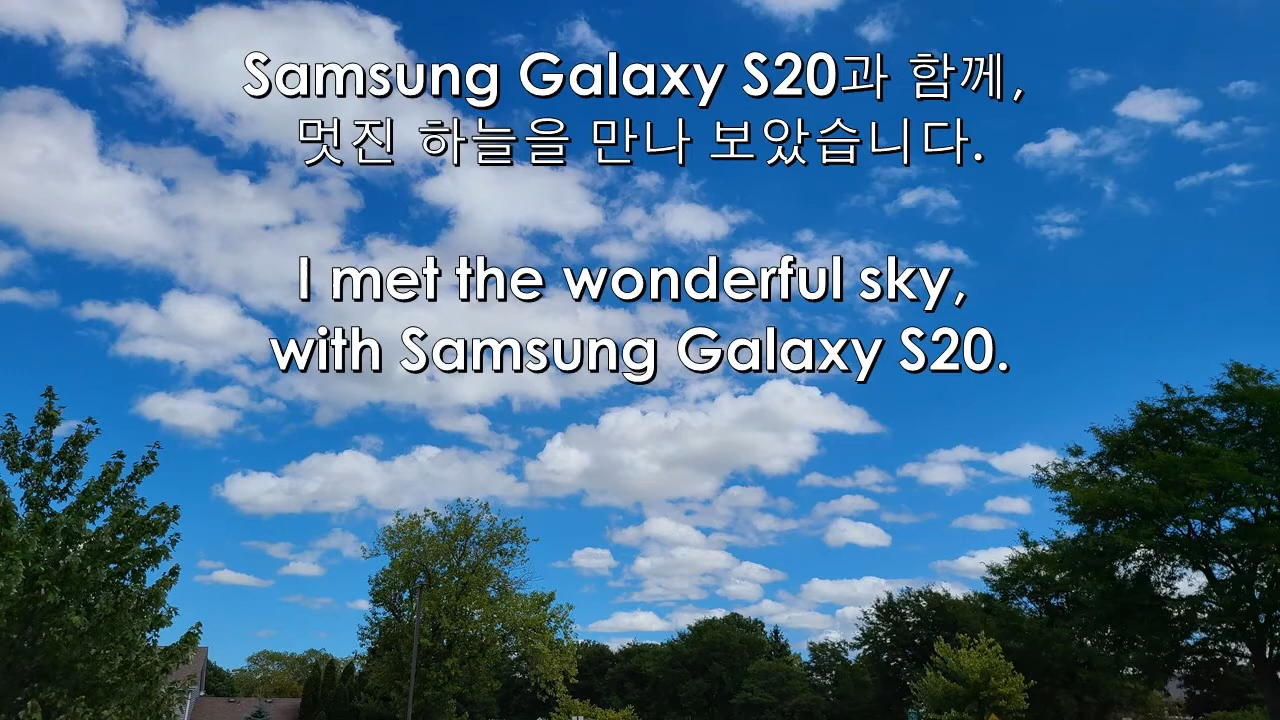 Samsung Galaxy S20과 함께,
멋진 하늘을 만나 보았습니다.
I met the wonderful sky,
with Samsung Galaxy S20.